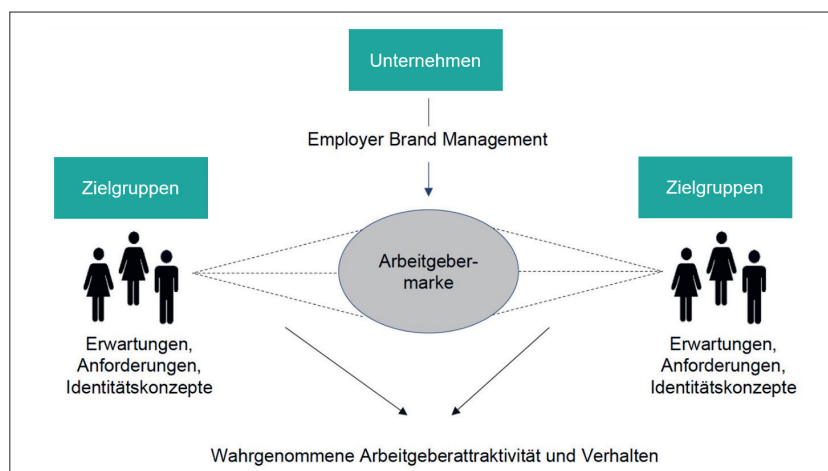 Unternehmen
Employer Brand Management
Zielgruppen
Zielgruppen
Arbeitgeber-
marke
Erwartungen,
Anforderungen,
Identitätskonzepte
Erwartungen,
Anforderungen,
Identitätskonzepte
Wahrgenommene Arbeitgeberattraktivität und Verhalten